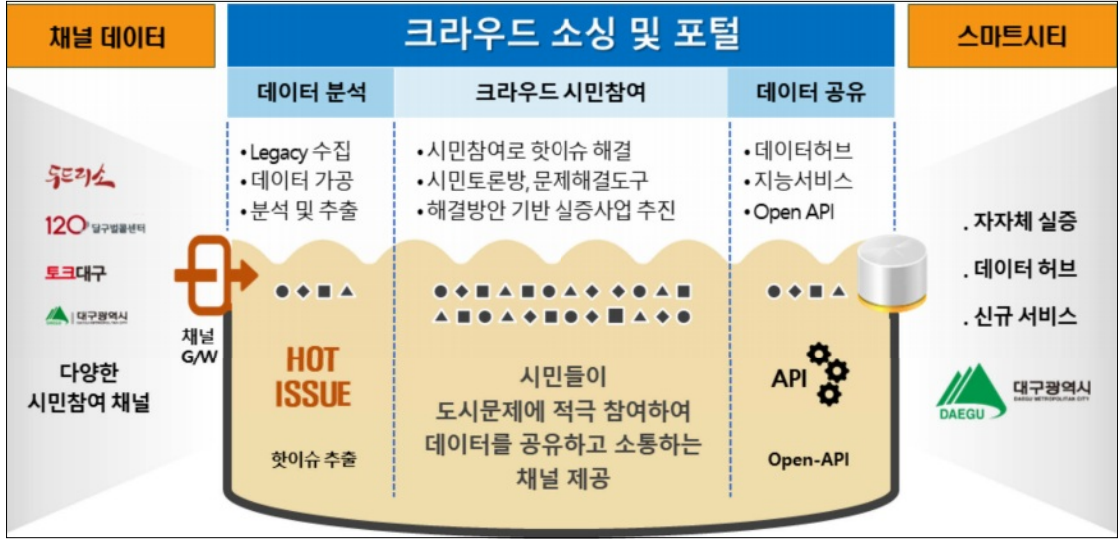 채널 데이터
크라우드 소싱 및 포털
스마트시티
데이터 분석
크라우드 시민참여
데이터 공유
• Legacy 수집
• 데이터 가공
• 분석 및 추출
• 시민참여로 핫이슈 해결
• 시민토론방, 문제해결도구
• 해결방안 기반 실증사업 추진
• 데이터허브
• 지능서비스
• Open API
두드리소
120 달구벌콜센터
토크대구
DAEGU 대구광역시
다양한
시민참여 채널
채널
G/W
HOT
ISSUE
핫이슈 추출
시민들이
도시문제에 적극 참여하여
데이터를 공유하고 소통하는
채널 제공
API
Open-API
. 자자체 실증
. 데이터 허브
. 신규 서비스
DAEGU
대구광역시
DAEGU METROPOLITAN CITY